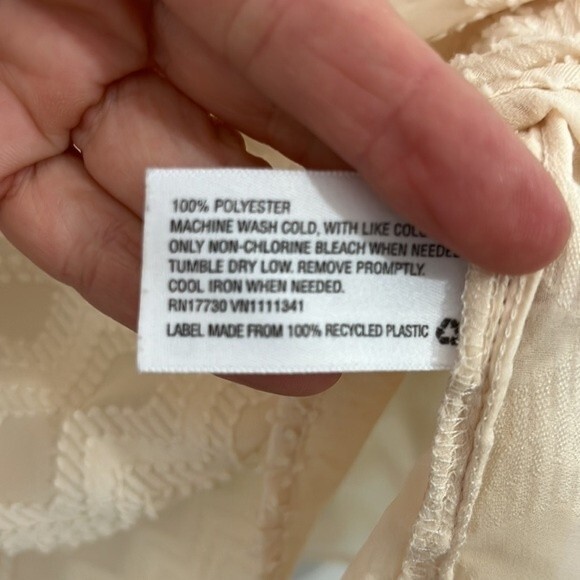 100% POLYESTER
MACHINE WASH COLD, WITH LIKE
ONLY NON-CHLORINE BLEACH WHEN
TUMBLE DRY LOW. REMOVE PROMPTLY.
COOL IRON WHEN NEEDED.
RN17730 VN1111341
LABEL MADE FROM 100% RECYCLED PLASTIC